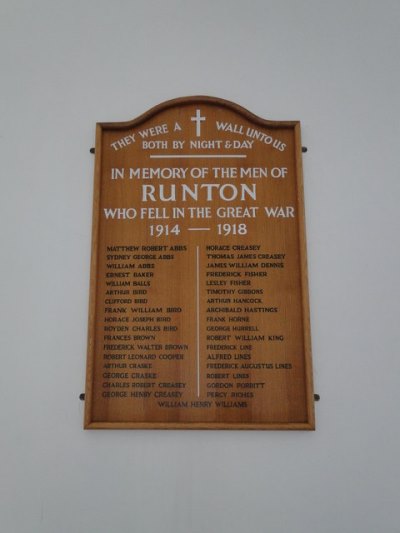 THEY WERE A WALL UNTO US
BOTH BY NIGHT & DAY
IN MEMORY OF THE MEN OF
RUNTON
WHO FELL IN THE GREAT WAR
1914 — 1918
MATTHEW ROBERT ABBS
SYDNEY GEORGE ABBS
WILLIAM ABBS
ERNEST BAKER
WILLIAM BALLS
ARTHUR BIRD
CLIFFORD BIRD
FRANK WILLIAM BIRD
HORACE JOSEPH BIRD
ROYDEN CHARLES BIRD
FRANCES BROWN
FREDERICK WALTER BROWN
ROBERT LEONARD COOPER
ARTHUR CRASKE
GEORGE CRASKE
CHARLES ROBERT CREASEY
GEORGE HENRY CREASEY
HORACE CREASEY
THOMAS JAMES CREASEY
JAMES WILLIAM DENNIS
FREDERICK FISHER
LESLEY FISHER
TIMOTHY GIBBONS
ARTHUR HANCOCK
ARCHIBALD HASTINGS
FRANK HORNE
GEORGE HURRELL
ROBERT WILLIAM KING
FREDERICK LINE
ALFRED LINES
FREDERICK AUGUSTUS LINES
ROBERT LINES
GORDON PORRITT
PERCY RICHES
WILLIAM HENRY WILLIAMS